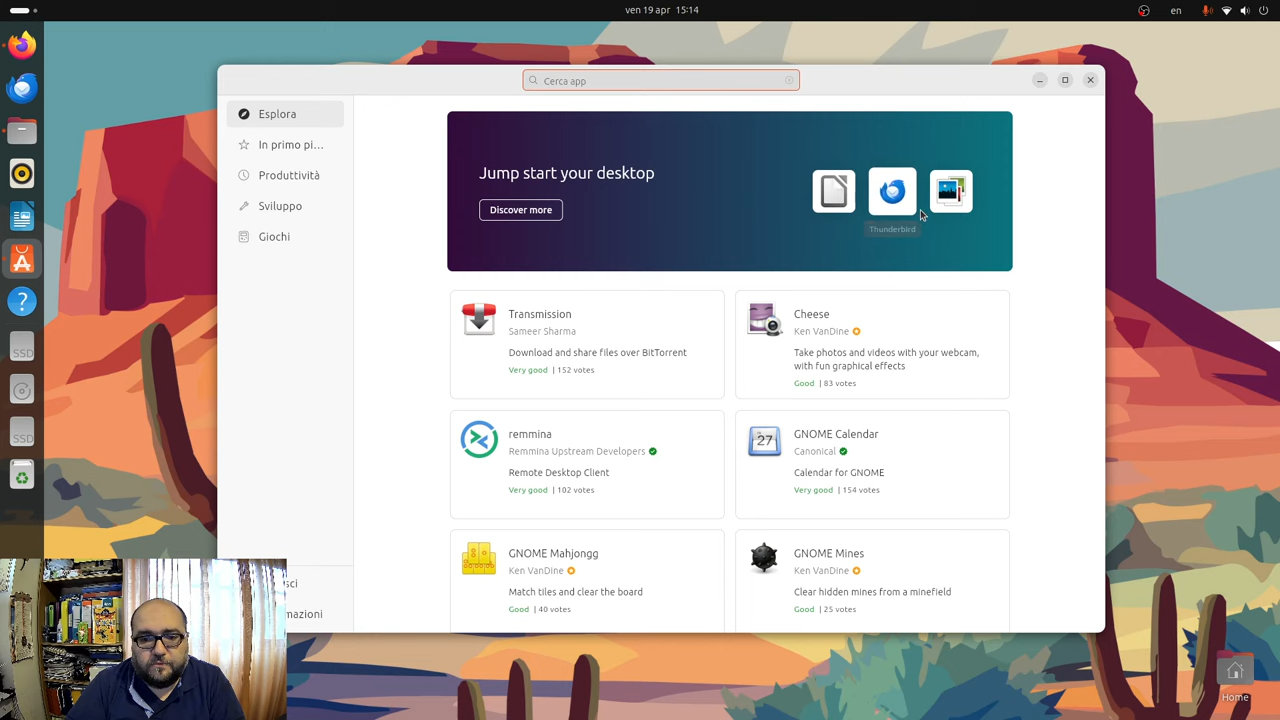 ven 19 apr 15:14
en
Cerca app
Esplora
In primo pi...
Produttività
Sviluppo
Giochi
Jump start your desktop
Discover more
Thunderbird
Transmission
Sameer Sharma
Download and share files over BitTorrent
Very good | 152 votes
Cheese
Ken VanDine
Take photos and videos with your webcam,
with fun graphical effects
Good | 83 votes
remmina
Remmina Upstream Developers
Remote Desktop Client
Very good | 102 votes
27
GNOME Calendar
Canonical
Calendar for GNOME
Very good | 154 votes
GNOME Mahjongg
Ken VanDine
Match tiles and clear the board
Good | 40 votes
GNOME Mines
Ken VanDine
Clear hidden mines from a minefield
Good | 25 votes
sci
mazioni
SSD
SSD
Home